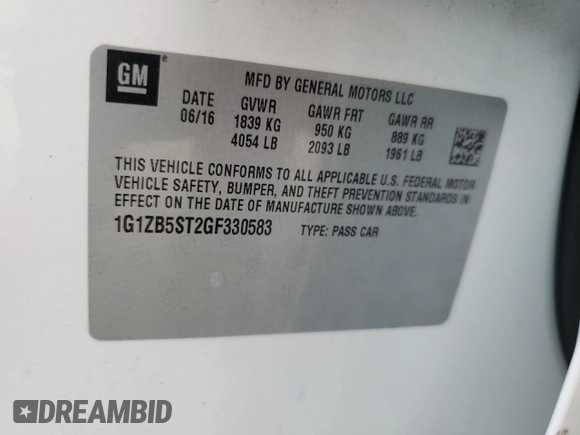 GM ®
MFD BY GENERAL MOTORS LLC
DATE GVWR GAWR FRT GAWR RR
06/16 1839 KG 950 KG 889 KG
4054 LB 2093 LB 1961 LB
THIS VEHICLE CONFORMS TO ALL APPLICABLE U.S. FEDERAL MOTOR
VEHICLE SAFETY, BUMPER, AND THEFT PREVENTION STANDARDS IN
EFFECT ON THE DATE OF MANUFACTURE SHOWN ABOVE.
1G1ZB5ST2GF330583 TYPE: PASS CAR
DREAMBID